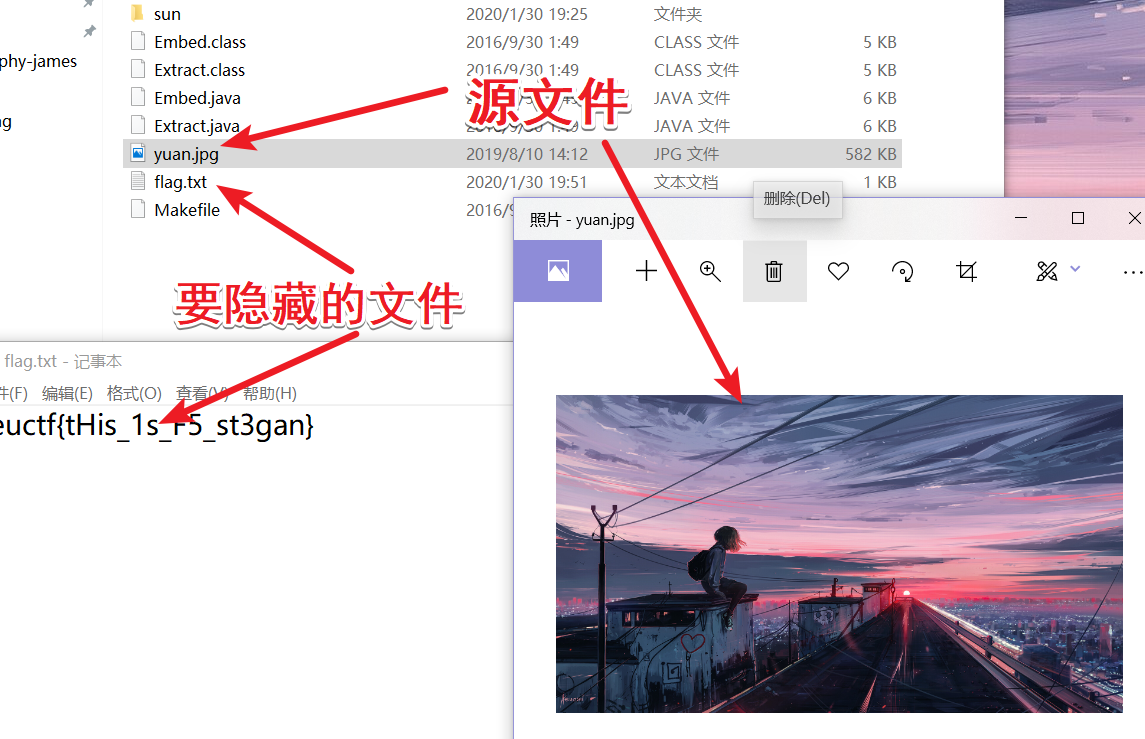 sun 2020/1/30 19:25 文件夹
Embed.class 2016/9/30 1:49 CLASS 文件 5 KB
phy-james
Extract.class 2016/9/30 1:49 CLASS 文件 5 KB
Embed.java JAVA 文件 6 KB
源文件
ng
Extract.java JAVA 文件 6 KB
yuan.jpg 2019/8/10 14:12 JPG 文件 582 KB
flag.txt 2020/1/30 19:51 文本文档 1 KB
删除(Del)
Makefile 2016/9
照片 - yuan.jpg
要隐藏的文件
flag.txt - 记事本
件(F) 编辑(E) 格式(O) 查看(V) 帮助(H)
euctf{tHis_1s_F5_st3gan}